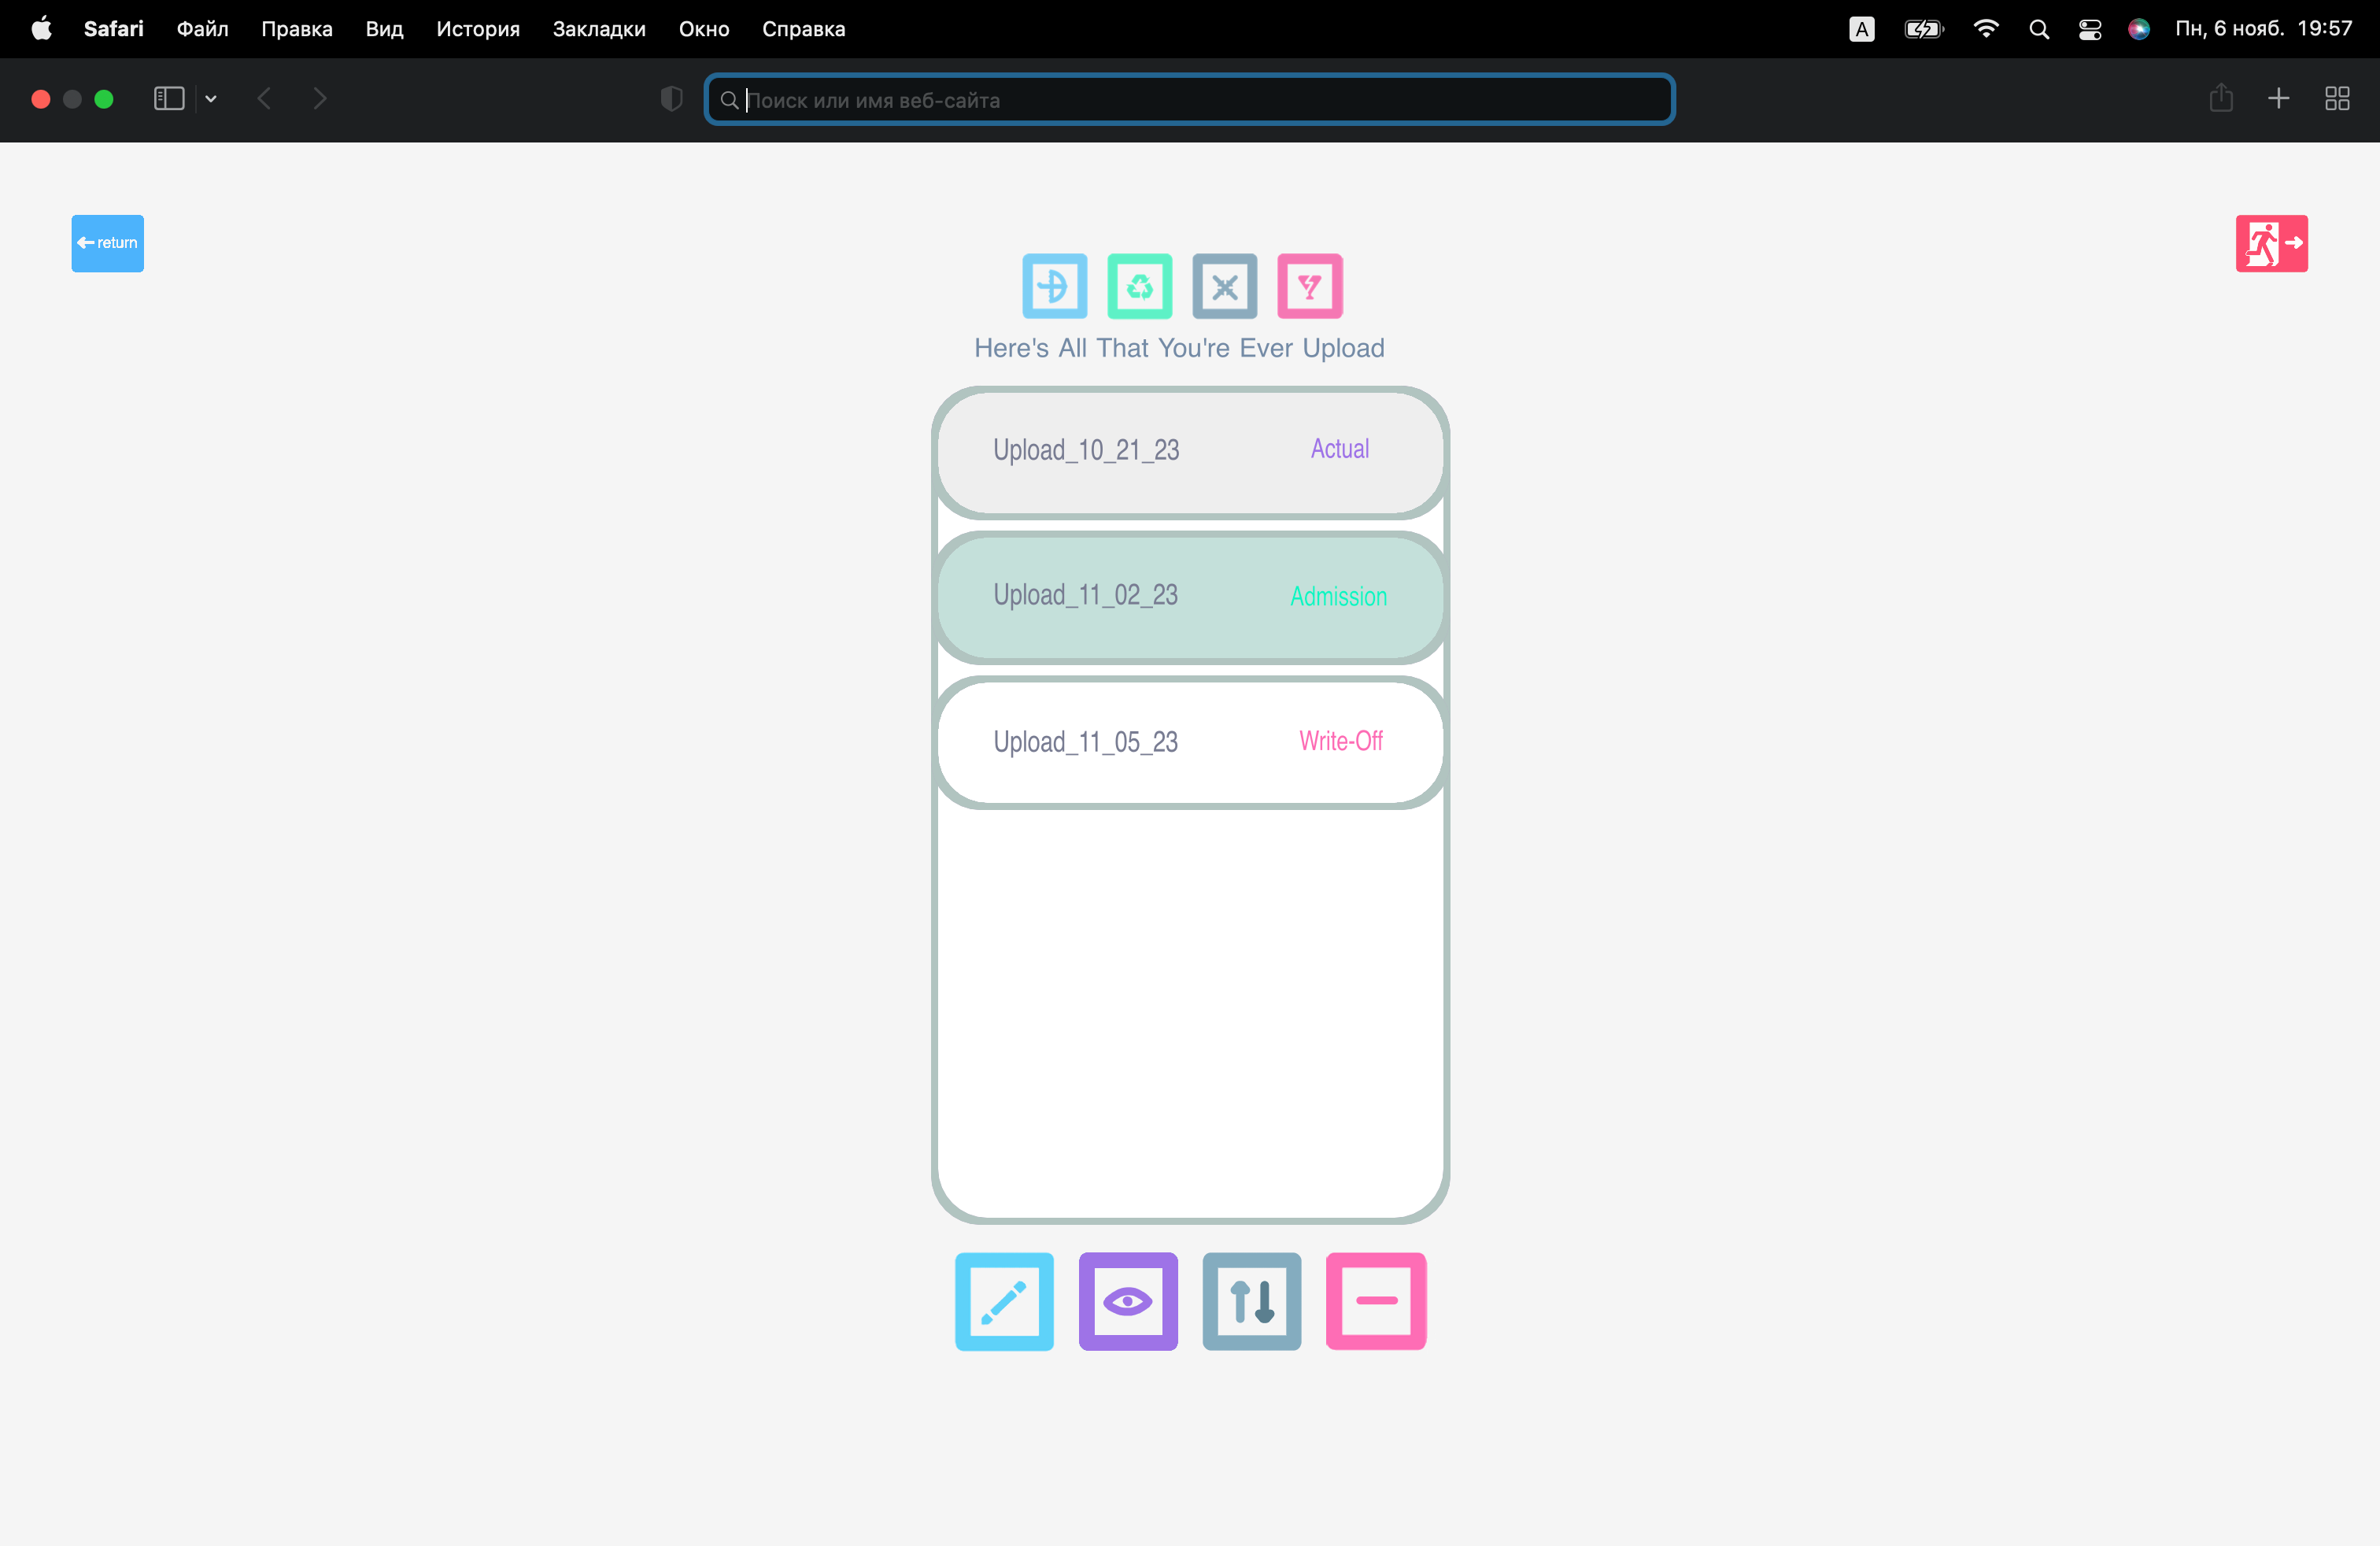 Safari Файл Правка Вид История Закладки Окно Справка A Пн, 6 нояб. 19:57
Поиск или имя веб-сайта
return
Here's All That You're Ever Upload
Upload_10_21_23 Actual
Upload_11_02_23 Admission
Upload_11_05_23 Write-Off